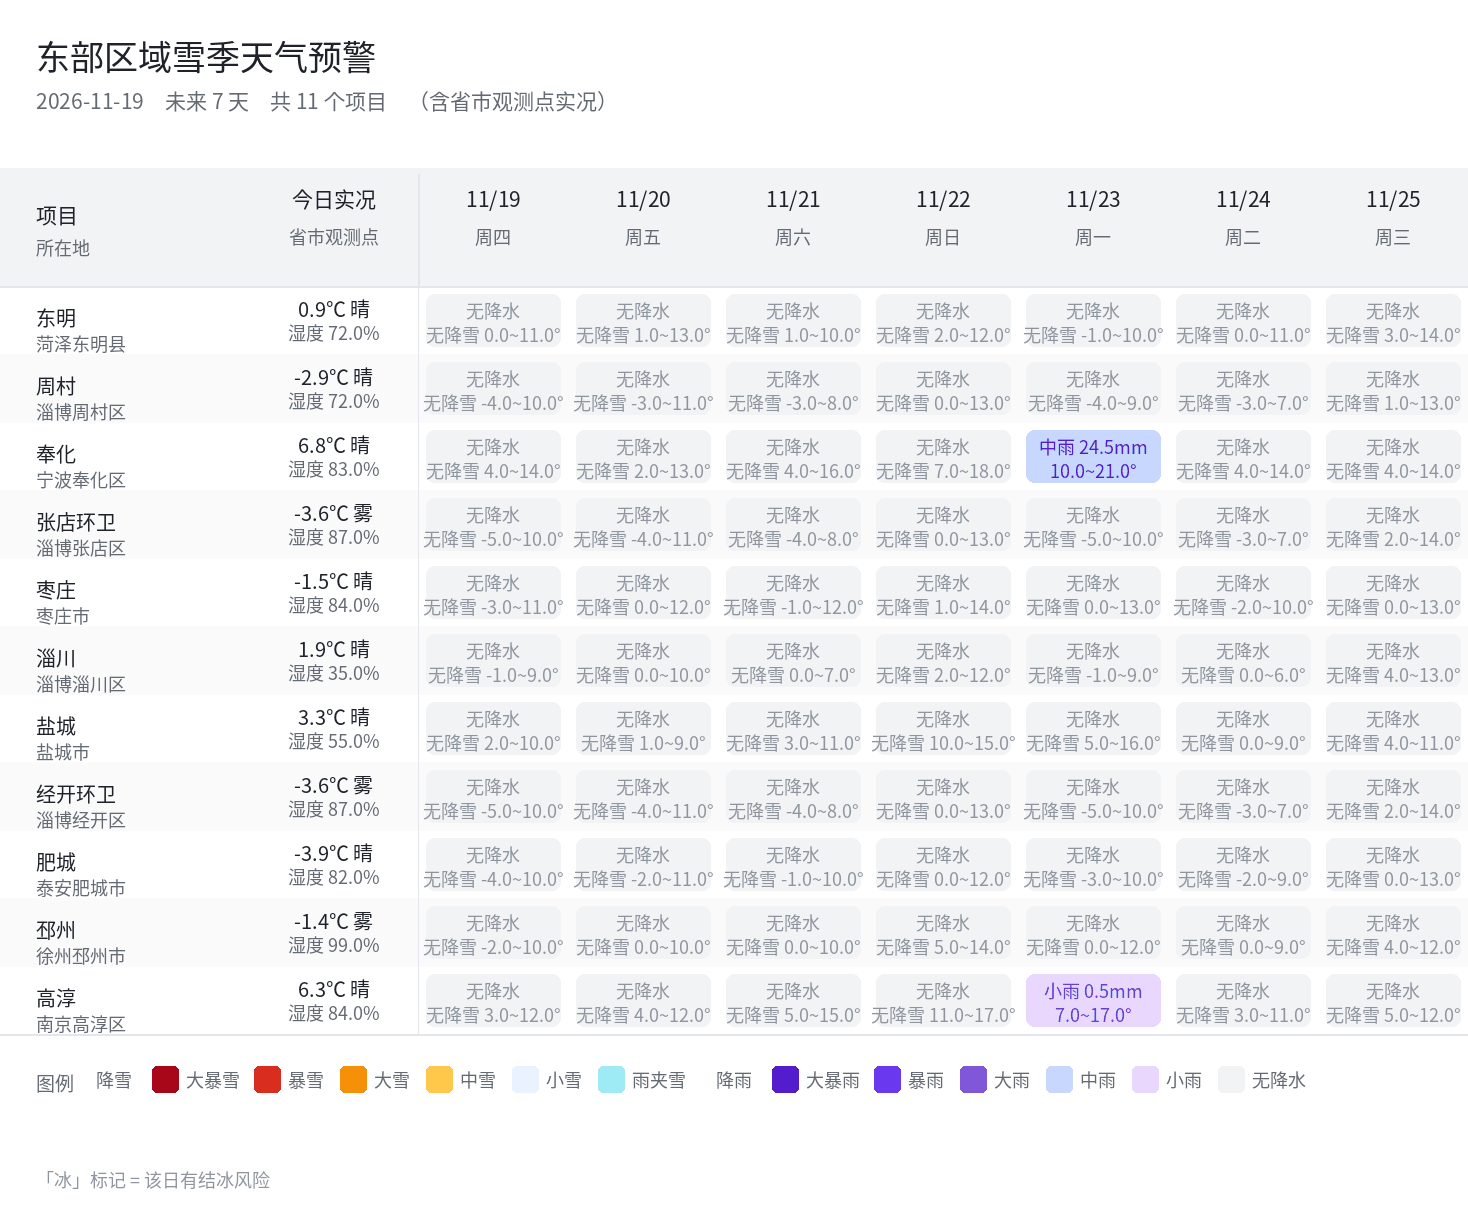 东部区域雪季天气预警
2026-11-19 未来 7 天 共 11 个项目 （含省市观测点实况）
项目 今日实况 11/19 11/20 11/21 11/22 11/23 11/24 11/25
所在地 省市观测点 周四 周五 周六 周日 周一 周二 周三
东明 0.9°C 晴 无降水 无降水 无降水 无降水 无降水 无降水 无降水
菏泽东明县 湿度 72.0% 无降雪 0.0~11.0° 无降雪 1.0~13.0° 无降雪 1.0~10.0° 无降雪 2.0~12.0° 无降雪 -1.0~10.0° 无降雪 0.0~11.0° 无降雪 3.0~14.0°
周村 -2.9°C 晴 无降水 无降水 无降水 无降水 无降水 无降水 无降水
淄博周村区 湿度 72.0% 无降雪 -4.0~10.0° 无降雪 -3.0~11.0° 无降雪 -3.0~8.0° 无降雪 0.0~13.0° 无降雪 -4.0~9.0° 无降雪 -3.0~7.0° 无降雪 1.0~13.0°
奉化 6.8°C 晴 无降水 无降水 无降水 无降水 中雨 24.5mm 无降水 无降水
宁波奉化区 湿度 83.0% 无降雪 4.0~14.0° 无降雪 2.0~13.0° 无降雪 4.0~16.0° 无降雪 7.0~18.0° 10.0~21.0° 无降雪 4.0~14.0° 无降雪 4.0~14.0°
张店环卫 -3.6°C 雾 无降水 无降水 无降水 无降水 无降水 无降水 无降水
淄博张店区 湿度 87.0% 无降雪 -5.0~10.0° 无降雪 -4.0~11.0° 无降雪 -4.0~8.0° 无降雪 0.0~13.0° 无降雪 -5.0~10.0° 无降雪 -3.0~7.0° 无降雪 2.0~14.0°
枣庄 -1.5°C 晴 无降水 无降水 无降水 无降水 无降水 无降水 无降水
枣庄市 湿度 84.0% 无降雪 -3.0~11.0° 无降雪 0.0~12.0° 无降雪 -1.0~12.0° 无降雪 1.0~14.0° 无降雪 0.0~13.0° 无降雪 -2.0~10.0° 无降雪 0.0~13.0°
淄川 1.9°C 晴 无降水 无降水 无降水 无降水 无降水 无降水 无降水
淄博淄川区 湿度 35.0% 无降雪 -1.0~9.0° 无降雪 0.0~10.0° 无降雪 0.0~7.0° 无降雪 2.0~12.0° 无降雪 -1.0~9.0° 无降雪 0.0~6.0° 无降雪 4.0~13.0°
盐城 3.3°C 晴 无降水 无降水 无降水 无降水 无降水 无降水 无降水
盐城市 湿度 55.0% 无降雪 2.0~10.0° 无降雪 1.0~9.0° 无降雪 3.0~11.0° 无降雪 10.0~15.0° 无降雪 5.0~16.0° 无降雪 0.0~9.0° 无降雪 4.0~11.0°
经开环卫 -3.6°C 雾 无降水 无降水 无降水 无降水 无降水 无降水 无降水
淄博经开区 湿度 87.0% 无降雪 -5.0~10.0° 无降雪 -4.0~11.0° 无降雪 -4.0~8.0° 无降雪 0.0~13.0° 无降雪 -5.0~10.0° 无降雪 -3.0~7.0° 无降雪 2.0~14.0°
肥城 -3.9°C 晴 无降水 无降水 无降水 无降水 无降水 无降水 无降水
泰安肥城市 湿度 82.0% 无降雪 -4.0~10.0° 无降雪 -2.0~11.0° 无降雪 -1.0~10.0° 无降雪 0.0~12.0° 无降雪 -3.0~10.0° 无降雪 -2.0~9.0° 无降雪 0.0~13.0°
邳州 -1.4°C 雾 无降水 无降水 无降水 无降水 无降水 无降水 无降水
徐州邳州市 湿度 99.0% 无降雪 -2.0~10.0° 无降雪 0.0~10.0° 无降雪 0.0~10.0° 无降雪 5.0~14.0° 无降雪 0.0~12.0° 无降雪 0.0~9.0° 无降雪 4.0~12.0°
高淳 6.3°C 晴 无降水 无降水 无降水 无降水 小雨 0.5mm 无降水 无降水
南京高淳区 湿度 84.0% 无降雪 3.0~12.0° 无降雪 4.0~12.0° 无降雪 5.0~15.0° 无降雪 11.0~17.0° 7.0~17.0° 无降雪 3.0~11.0° 无降雪 5.0~12.0°
图例 降雪 大暴雪 暴雪 大雪 中雪 小雪 雨夹雪 降雨 大暴雨 暴雨 大雨 中雨 小雨 无降水
「冰」标记 = 该日有结冰风险